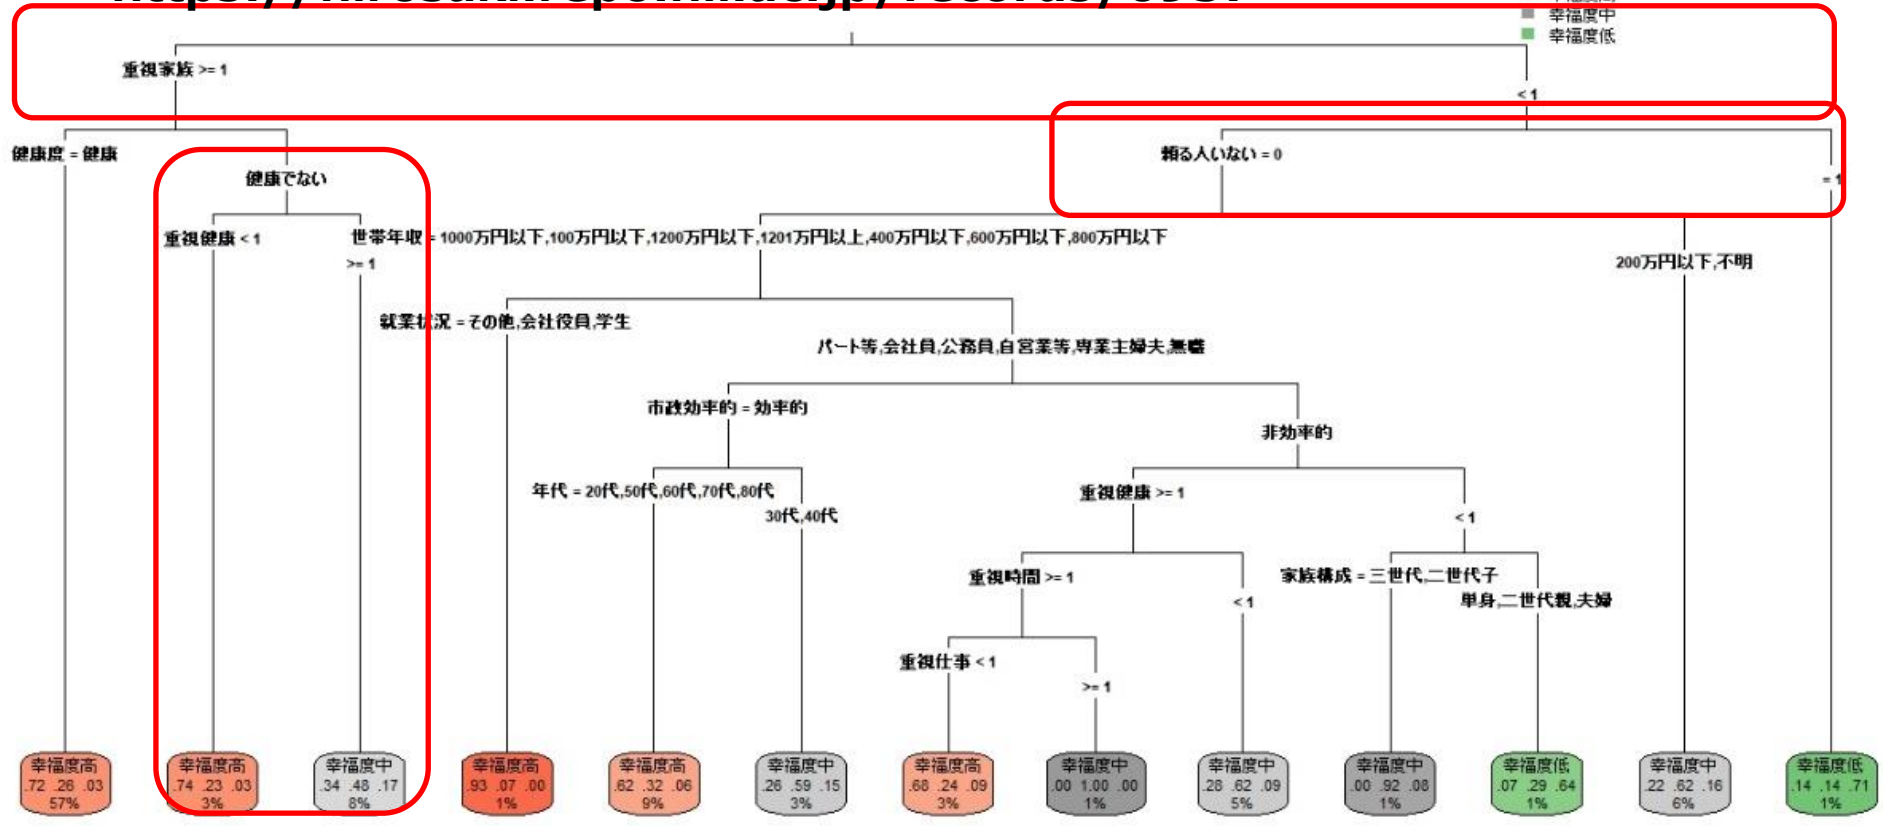 幸福度中
幸福度低
重視家族 >= 1
< 1
健康度 = 健康
健康でない
頼る人いない = 0
= 1
重視健康 < 1
>= 1
世帯年収 = 1000万円以下,100万円以下,1200万円以下,1201万円以上,400万円以下,600万円以下,800万円以下
200万円以下,不明
就業状況 = その他,会社役員,学生
パート等,会社員,公務員,自営業等,専業主婦夫,無職
市政効率的 = 効率的
非効率的
年代 = 20代,50代,60代,70代,80代
30代,40代
重視健康 >= 1
< 1
重視時間 >= 1
< 1
家族構成 = 三世代,二世代子
単身,二世代親,夫婦
重視仕事 < 1
>= 1
幸福度高
.72 .26 .03
57%
幸福度高
.74 .23 .03
3%
幸福度中
.34 .48 .17
8%
幸福度高
.93 .07 .00
1%
幸福度高
.62 .32 .06
9%
幸福度中
.26 .59 .15
3%
幸福度高
.68 .24 .09
3%
幸福度中
.00 1.00 .00
1%
幸福度中
.28 .62 .09
5%
幸福度中
.00 .92 .08
1%
幸福度低
.07 .29 .64
1%
幸福度中
.22 .62 .16
6%
幸福度低
.14 .14 .71
1%